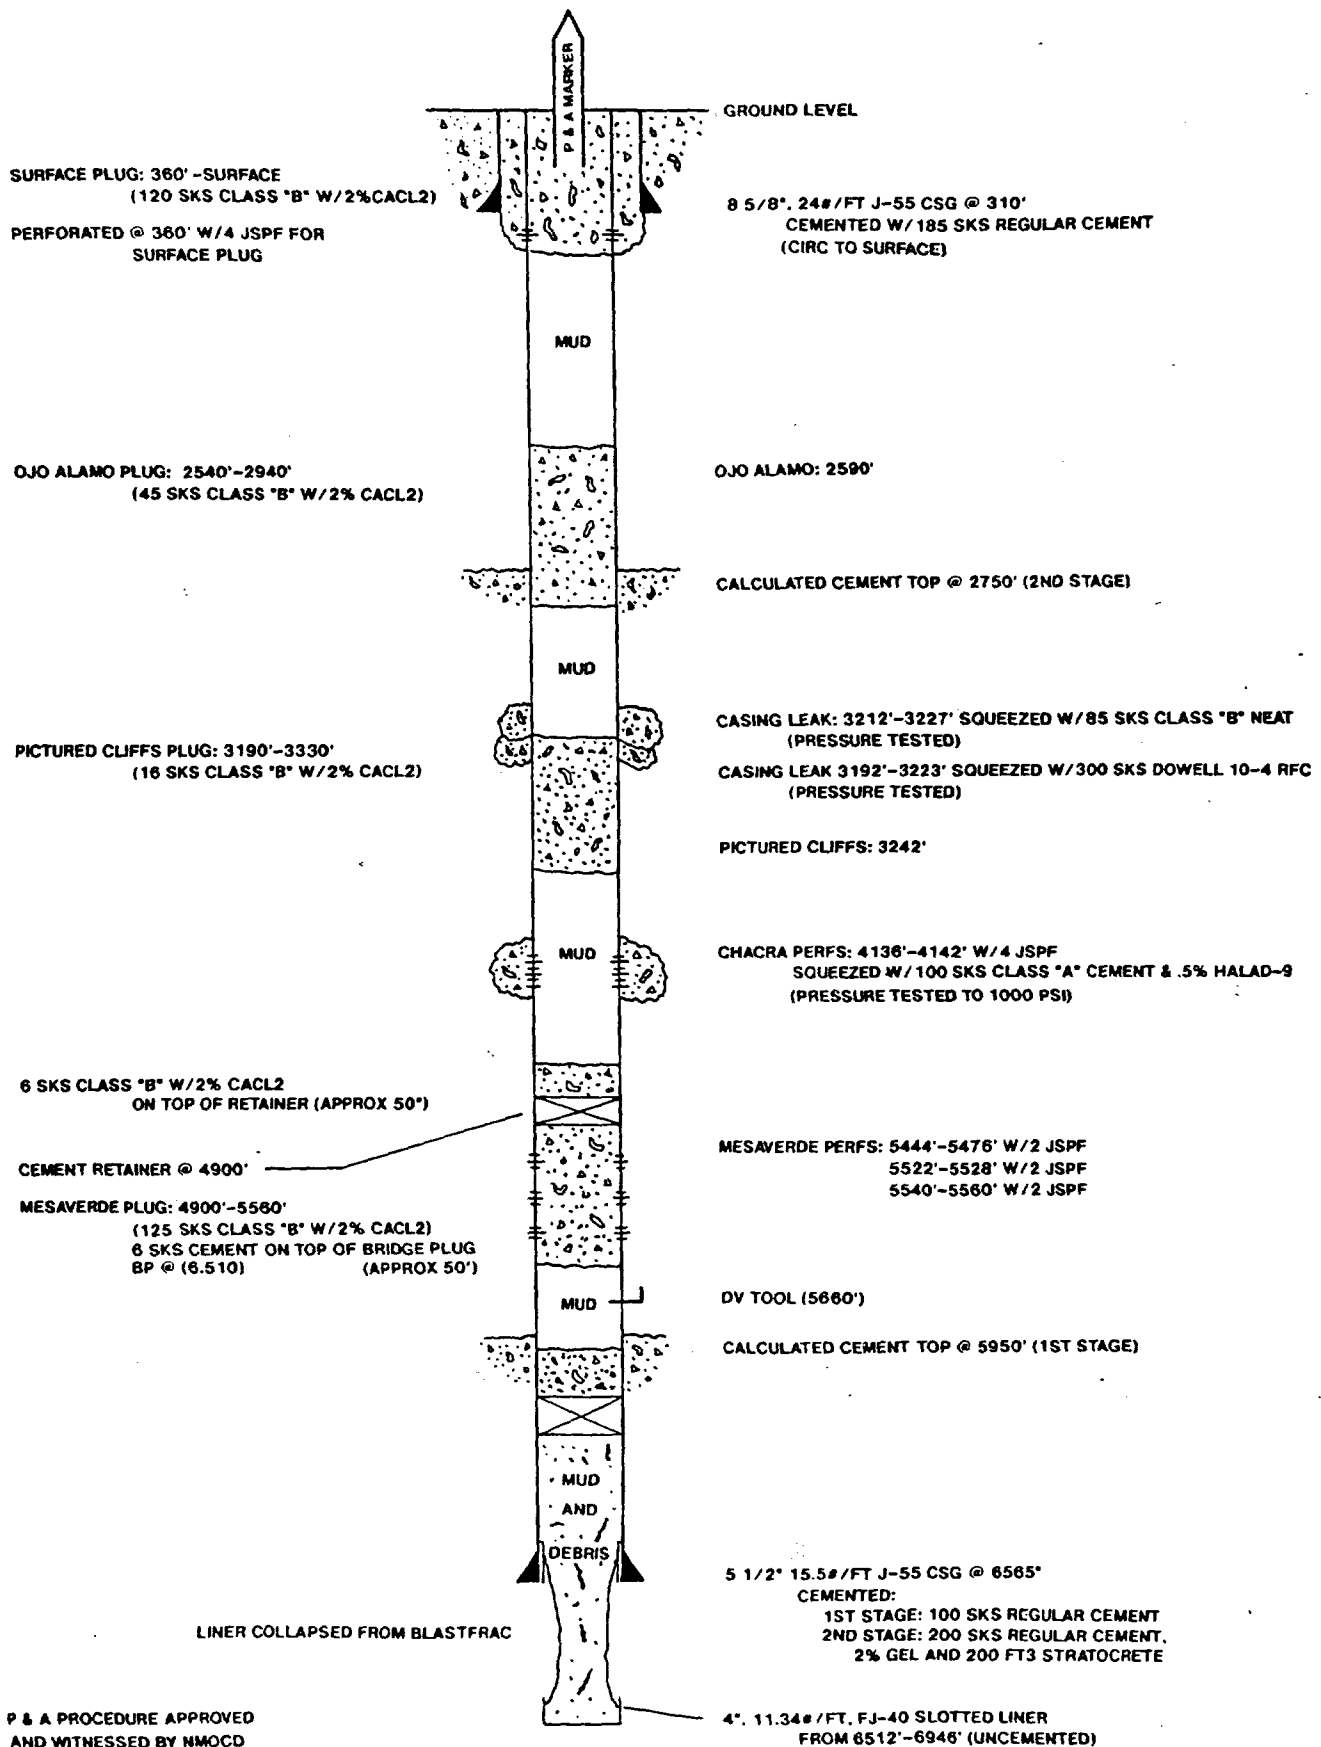 P & A MARKER
GROUND LEVEL
SURFACE PLUG: 360'-SURFACE
(120 SKS CLASS "B" W/2%CACL2)
PERFORATED @ 360' W/4 JSPF FOR
SURFACE PLUG
8 5/8", 24#/FT J-55 CSG @ 310'
CEMENTED W/185 SKS REGULAR CEMENT
(CIRC TO SURFACE)
MUD
OJO ALAMO PLUG: 2540'-2940'
(45 SKS CLASS "B" W/2% CACL2)
OJO ALAMO: 2590'
CALCULATED CEMENT TOP @ 2750' (2ND STAGE)
MUD
CASING LEAK: 3212'-3227' SQUEEZED W/85 SKS CLASS "B" NEAT
(PRESSURE TESTED)
PICTURED CLIFFS PLUG: 3190'-3330'
(16 SKS CLASS "B" W/2% CACL2)
CASING LEAK 3192'-3223' SQUEEZED W/300 SKS DOWELL 10-4 RFC
(PRESSURE TESTED)
PICTURED CLIFFS: 3242'
MUD
CHACRA PERFS: 4136'-4142' W/4 JSPF
SQUEEZED W/100 SKS CLASS "A" CEMENT & .5% HALAD-9
(PRESSURE TESTED TO 1000 PSI)
6 SKS CLASS "B" W/2% CACL2
ON TOP OF RETAINER (APPROX 50")
CEMENT RETAINER @ 4900'
MESAVERDE PERFS: 5444'-5476' W/2 JSPF
5522'-5528' W/2 JSPF
5540'-5560' W/2 JSPF
MESAVERDE PLUG: 4900'-5560'
(125 SKS CLASS "B" W/2% CACL2)
6 SKS CEMENT ON TOP OF BRIDGE PLUG
BP @ (6.510) (APPROX 50')
MUD
DV TOOL (5660')
CALCULATED CEMENT TOP @ 5950' (1ST STAGE)
MUD
AND
DEBRIS
5 1/2" 15.5#/FT J-55 CSG @ 6565"
CEMENTED:
1ST STAGE: 100 SKS REGULAR CEMENT
2ND STAGE: 200 SKS REGULAR CEMENT,
2% GEL AND 200 FT3 STRATOCRETE
LINER COLLAPSED FROM BLASTFRAC
4", 11.34#/FT, FJ-40 SLOTTED LINER
FROM 6512'-6946' (UNCEMENTED)
P & A PROCEDURE APPROVED
AND WITNESSED BY NMOCD